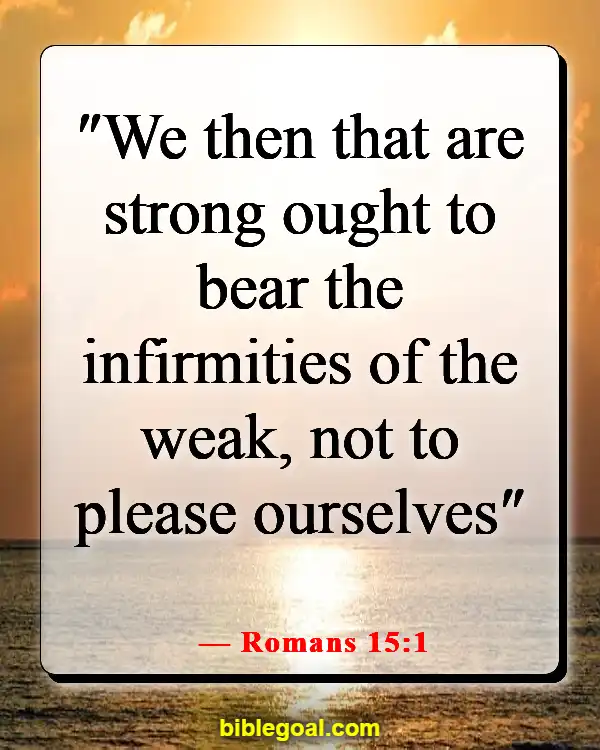 "We then that are
strong ought to
bear the
infirmities of the
weak, not to
please ourselves"
— Romans 15:1
biblegoal.com